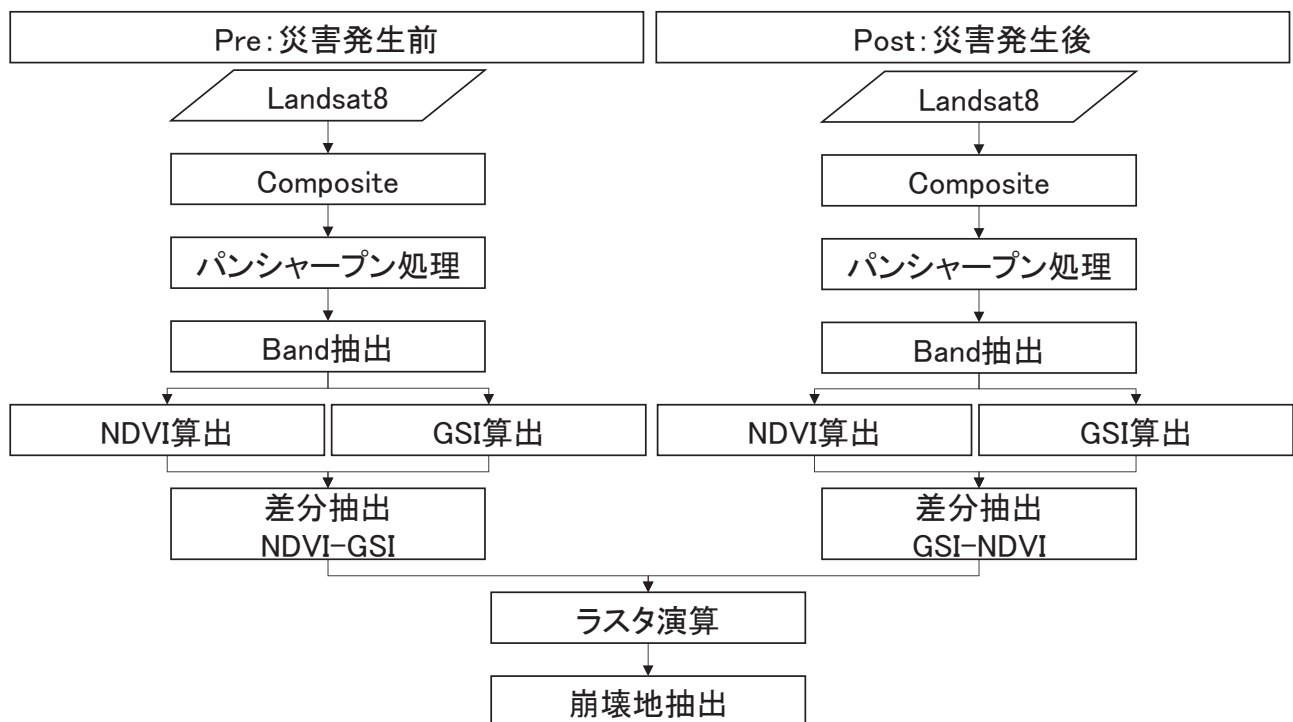 Pre:災害発生前
Post:災害発生後
Landsat8
Landsat8
Composite
Composite
パンシャープン処理
パンシャープン処理
Band抽出
Band抽出
NDVI算出
GSI算出
NDVI算出
GSI算出
差分抽出
NDVI-GSI
差分抽出
GSI-NDVI
ラスタ演算
崩壊地抽出